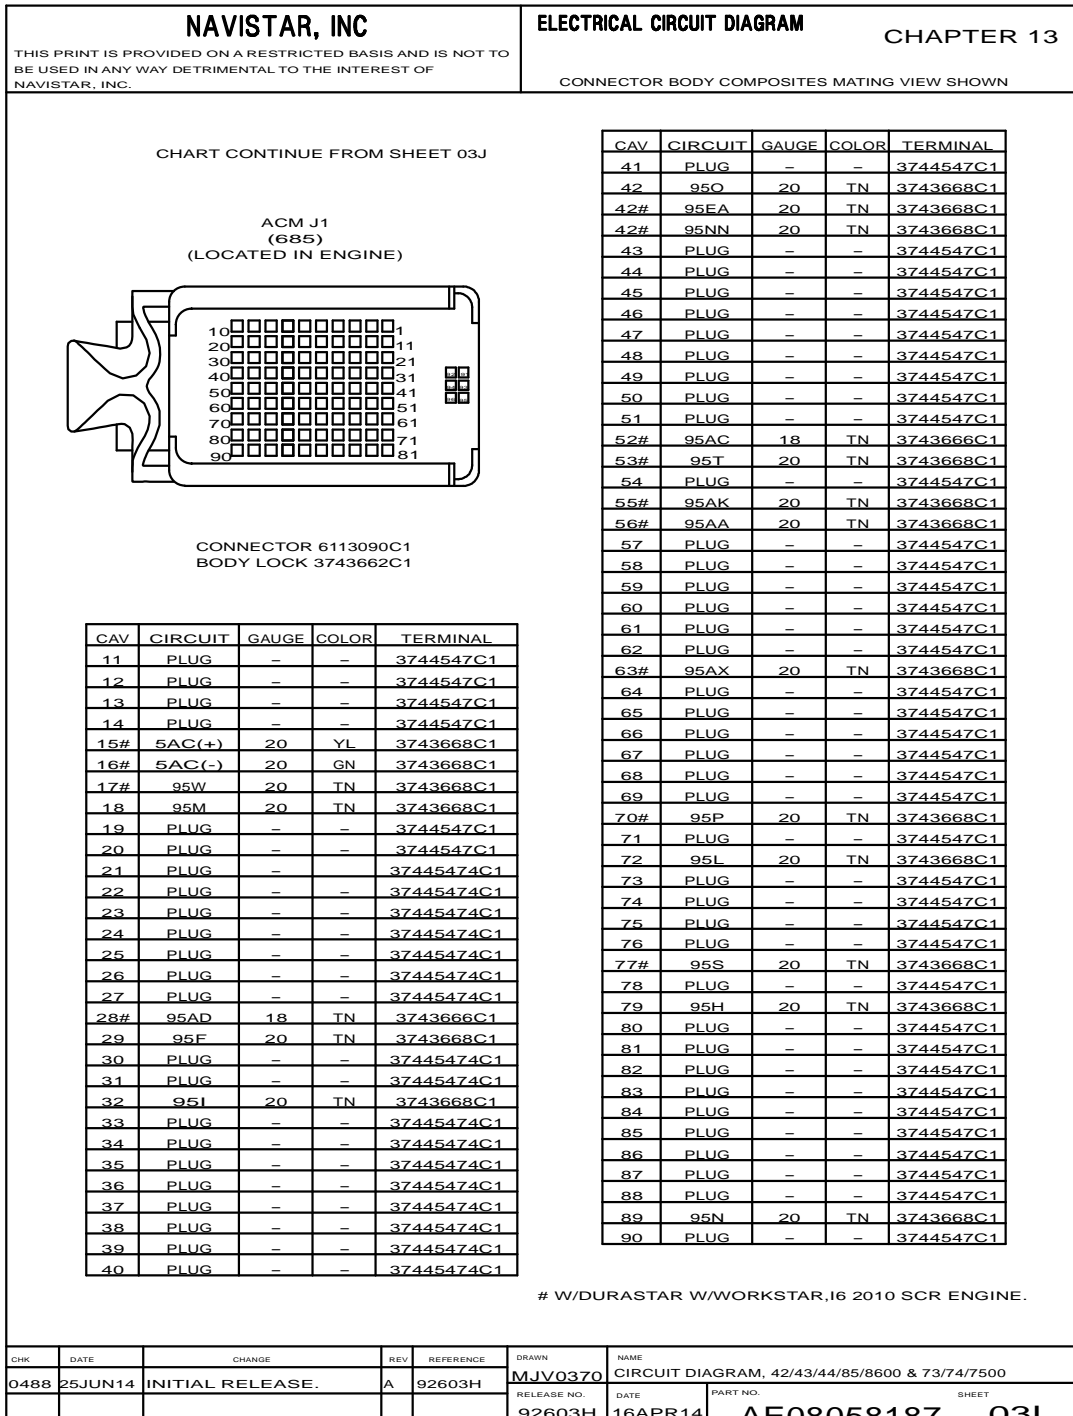 NAVISTAR, INC
THIS PRINT IS PROVIDED ON A RESTRICTED BASIS AND IS NOT TO
BE USED IN ANY WAY DETRIMENTAL TO THE INTEREST OF
NAVISTAR, INC.
ELECTRICAL CIRCUIT DIAGRAM
CHAPTER 13
CONNECTOR BODY COMPOSITES MATING VIEW SHOWN
CHART CONTINUE FROM SHEET 03J
ACM J1
(685)
(LOCATED IN ENGINE)
10 1
20 11
30 21
40 31
50 41
60 51
70 61
80 71
90 81
CONNECTOR 6113090C1
BODY LOCK 3743662C1
CAV CIRCUIT GAUGE COLOR TERMINAL
11 PLUG – – 3744547C1
12 PLUG – – 3744547C1
13 PLUG – – 3744547C1
14 PLUG – – 3744547C1
15# 5AC(+) 20 YL 3743668C1
16# 5AC(-) 20 GN 3743668C1
17# 95W 20 TN 3743668C1
18 95M 20 TN 3743668C1
19 PLUG – – 3744547C1
20 PLUG – – 3744547C1
21 PLUG – 37445474C1
22 PLUG – – 37445474C1
23 PLUG – – 37445474C1
24 PLUG – – 37445474C1
25 PLUG – – 37445474C1
26 PLUG – – 37445474C1
27 PLUG – – 37445474C1
28# 95AD 18 TN 3743666C1
29 95F 20 TN 3743668C1
30 PLUG – – 37445474C1
31 PLUG – – 37445474C1
32 95I 20 TN 3743668C1
33 PLUG – – 37445474C1
34 PLUG – – 37445474C1
35 PLUG – – 37445474C1
36 PLUG – – 37445474C1
37 PLUG – – 37445474C1
38 PLUG – – 37445474C1
39 PLUG – – 37445474C1
40 PLUG – – 37445474C1
CAV CIRCUIT GAUGE COLOR TERMINAL
41 PLUG – – 3744547C1
42 95O 20 TN 3743668C1
42# 95EA 20 TN 3743668C1
42# 95NN 20 TN 3743668C1
43 PLUG – – 3744547C1
44 PLUG – – 3744547C1
45 PLUG – – 3744547C1
46 PLUG – – 3744547C1
47 PLUG – – 3744547C1
48 PLUG – – 3744547C1
49 PLUG – – 3744547C1
50 PLUG – – 3744547C1
51 PLUG – – 3744547C1
52# 95AC 18 TN 3743666C1
53# 95T 20 TN 3743668C1
54 PLUG – – 3744547C1
55# 95AK 20 TN 3743668C1
56# 95AA 20 TN 3743668C1
57 PLUG – – 3744547C1
58 PLUG – – 3744547C1
59 PLUG – – 3744547C1
60 PLUG – – 3744547C1
61 PLUG – – 3744547C1
62 PLUG – – 3744547C1
63# 95AX 20 TN 3743668C1
64 PLUG – – 3744547C1
65 PLUG – – 3744547C1
66 PLUG – – 3744547C1
67 PLUG – – 3744547C1
68 PLUG – – 3744547C1
69 PLUG – – 3744547C1
70# 95P 20 TN 3743668C1
71 PLUG – – 3744547C1
72 95L 20 TN 3743668C1
73 PLUG – – 3744547C1
74 PLUG – – 3744547C1
75 PLUG – – 3744547C1
76 PLUG – – 3744547C1
77# 95S 20 TN 3743668C1
78 PLUG – – 3744547C1
79 95H 20 TN 3743668C1
80 PLUG – – 3744547C1
81 PLUG – – 3744547C1
82 PLUG – – 3744547C1
83 PLUG – – 3744547C1
84 PLUG – – 3744547C1
85 PLUG – – 3744547C1
86 PLUG – – 3744547C1
87 PLUG – – 3744547C1
88 PLUG – – 3744547C1
89 95N 20 TN 3743668C1
90 PLUG – – 3744547C1
# W/DURASTAR W/WORKSTAR,I6 2010 SCR ENGINE.
CHK DATE CHANGE REV REFERENCE
0488 25JUN14 INITIAL RELEASE. A 92603H
DRAWN
MJV0370
NAME
CIRCUIT DIAGRAM, 42/43/44/85/8600 & 73/74/7500
RELEASE NO. DATE PART NO. SHEET
92603H 16APR14 AE08058187